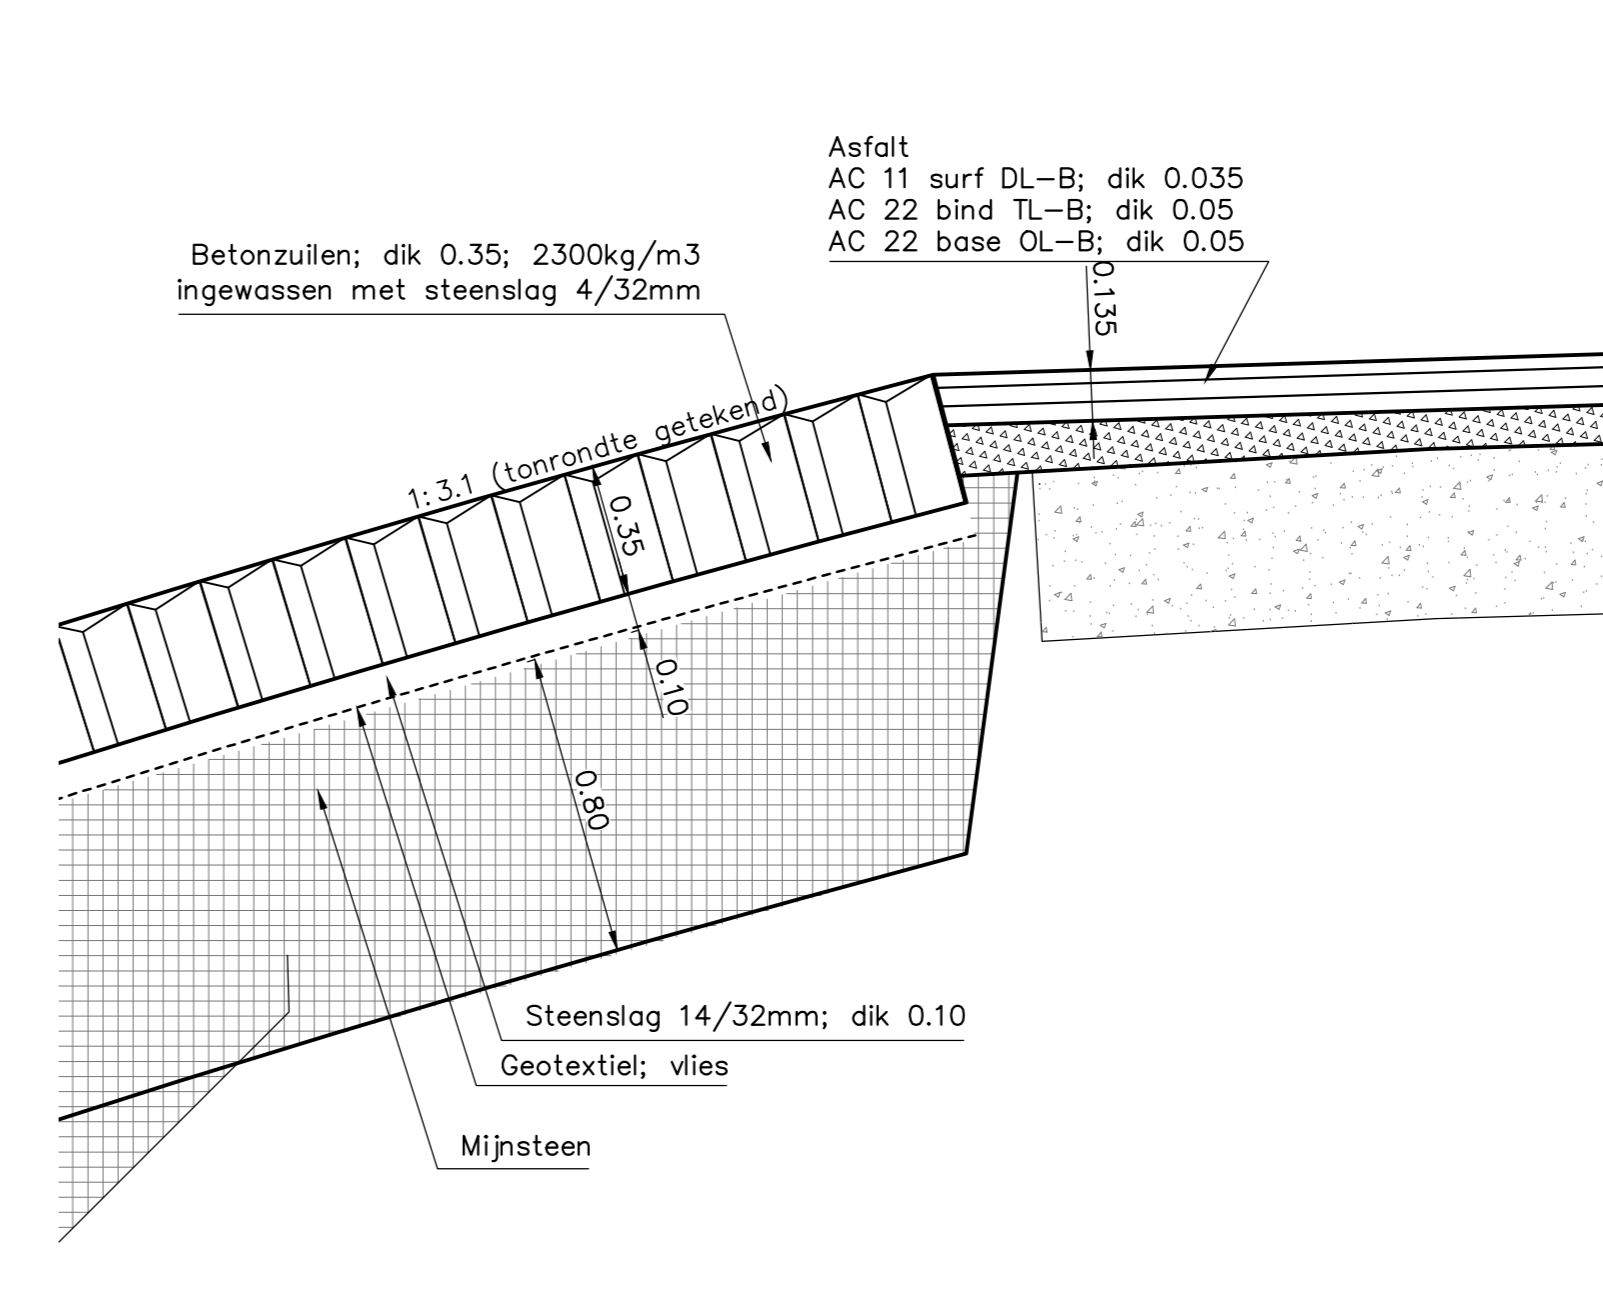 Asfalt
AC 11 surf DL-B; dik 0.035
AC 22 bind TL-B; dik 0.05
AC 22 base OL-B; dik 0.05
Betonzuilen; dik 0.35; 2300kg/m3
ingewassen met steenslag 4/32mm
0.135
1:3.1 (tonrondte getekend)
0.35
0.10
0.80
Steenslag 14/32mm; dik 0.10
Geotextiel; vlies
Mijnsteen